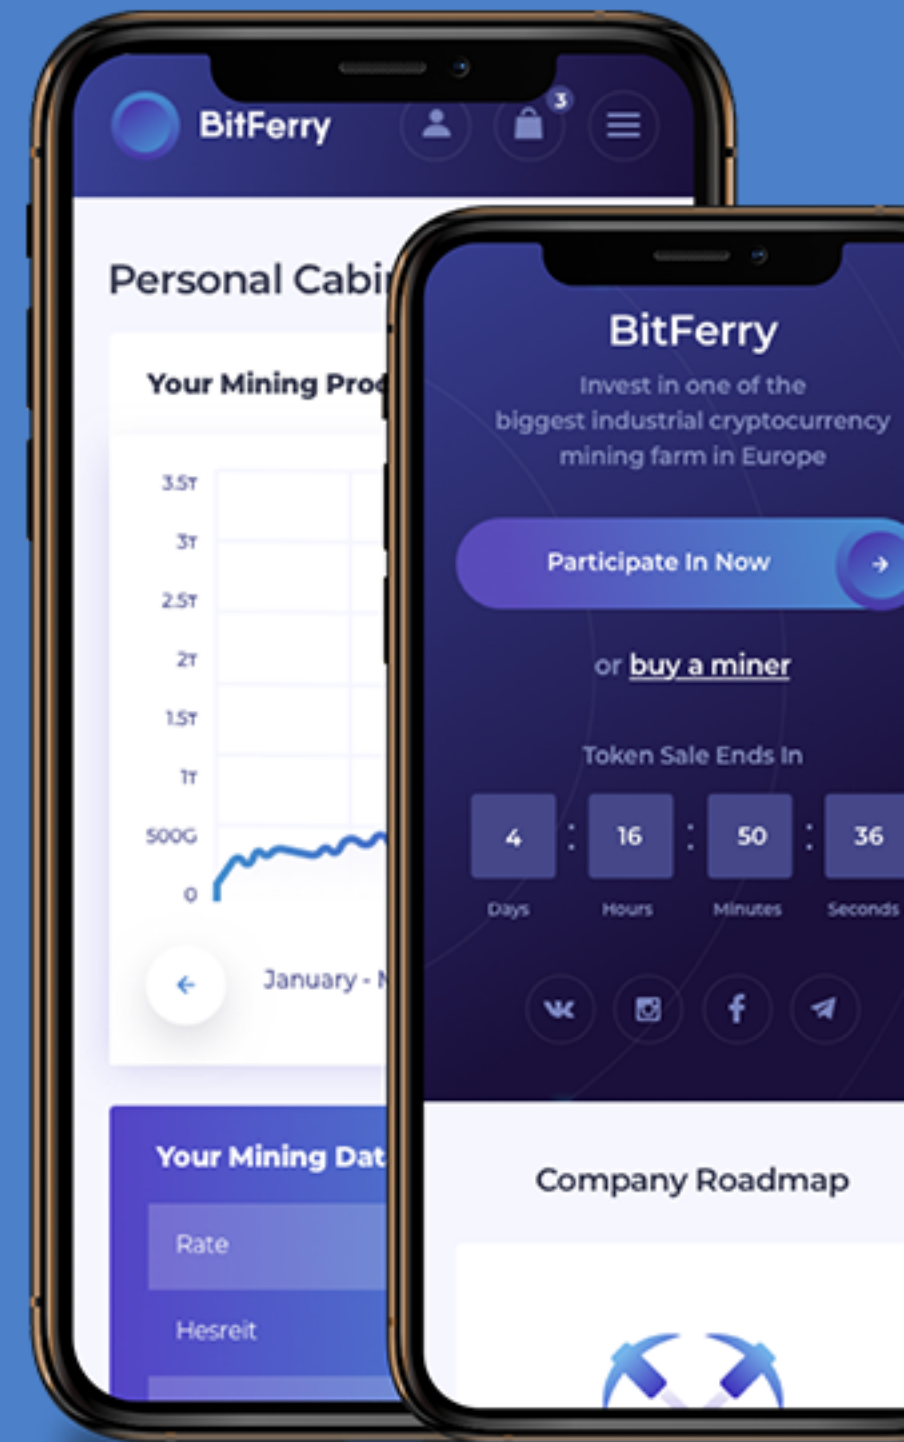 BitFerry
3
Personal Cabi
Your Mining Pro
3.5T
3T
2.5T
2T
1.5T
1T
500G
0
January -
Your Mining Dat
Rate
Hesreit
BitFerry
Invest in one of the
biggest industrial cryptocurrency
mining farm in Europe
Participate In Now
or buy a miner
Token Sale Ends In
4 : 16 : 50 : 36
Days Hours Minutes Seconds
Company Roadmap